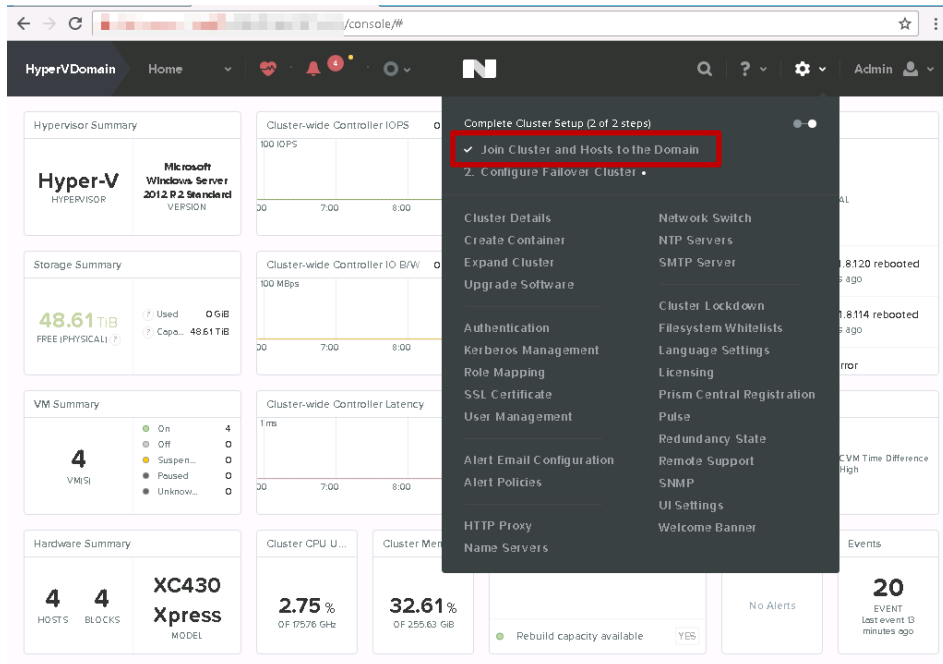 /console/#
HyperVDomain
Home
4
N
?
Admin
Hypervisor Summary
Hyper-V
HYPERVISOR
Microsoft
Windows Server
2012 R2 Standard
VERSION
Cluster-wide Controller IOPS 0
100 IOPS
00 7:00 8:00
Complete Cluster Setup (2 of 2 steps)
✔ Join Cluster and Hosts to the Domain
2. Configure Failover Cluster •
Cluster Details
Create Container
Expand Cluster
Upgrade Software
Authentication
Kerberos Management
Role Mapping
SSL Certificate
User Management
Alert Email Configuration
Alert Policies
HTTP Proxy
Name Servers
Network Switch
NTP Servers
SMTP Server
Cluster Lockdown
Filesystem Whitelists
Language Settings
Licensing
Prism Central Registration
Pulse
Redundancy State
Remote Support
SNMP
UI Settings
Welcome Banner
AL
Storage Summary
48.61 TiB
FREE (PHYSICAL) ?
? Used 0 GiB
? Capa... 48.61 TiB
Cluster-wide Controller IO B/W 0
100 MBps
00 7:00 8:00
1.8.120 rebooted
s ago
1.8.114 rebooted
s ago
rror
VM Summary
4
VM(S)
On 4
Off 0
Suspen... 0
Paused 0
Unknow... 0
Cluster-wide Controller Latency
1 ms
00 7:00 8:00
CVM Time Difference
High
Hardware Summary
4
HOSTS
4
BLOCKS
XC430
Xpress
MODEL
Cluster CPU U...
2.75 %
OF 175.76 GHz
Cluster Mem
32.61 %
OF 255.63 GiB
Rebuild capacity available YES
No Alerts
Events
20
EVENT
Last event 13
minutes ago